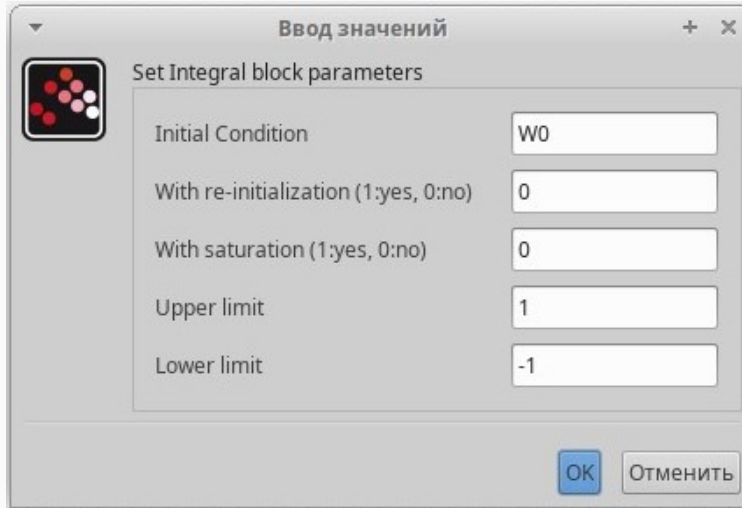 Ввод значений
Set Integral block parameters
Initial Condition W0
With re-initialization (1:yes, 0:no) 0
With saturation (1:yes, 0:no) 0
Upper limit 1
Lower limit -1
OK Отменить